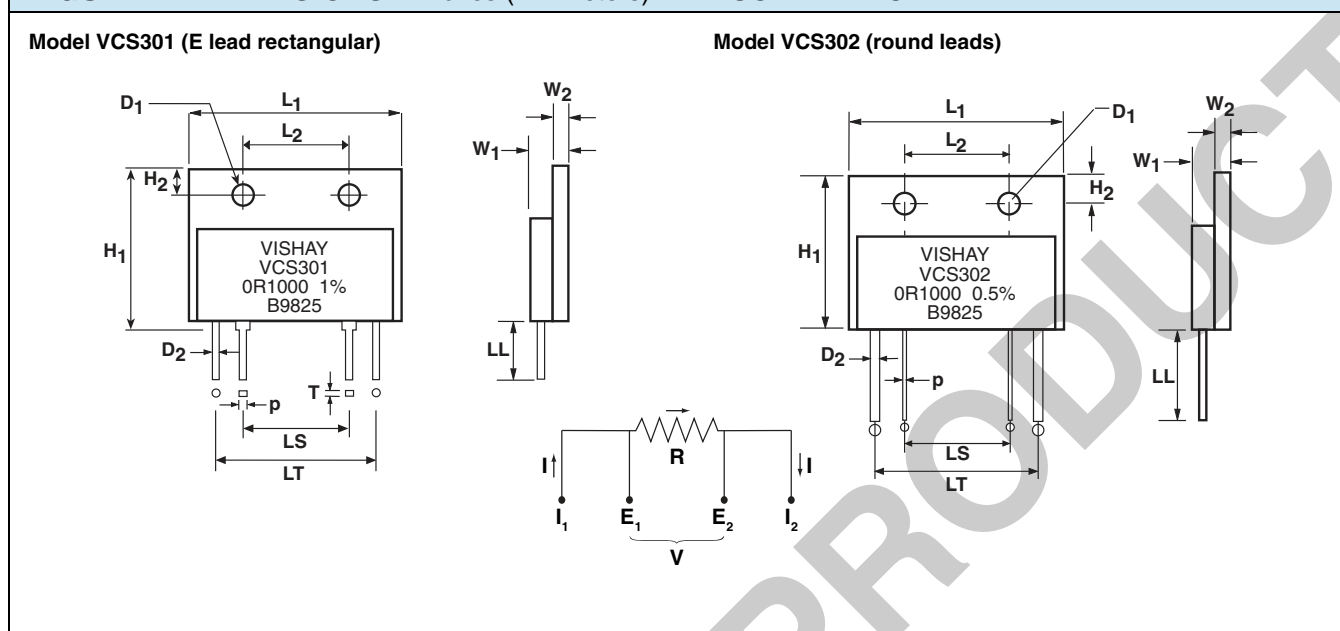 Model VCS301 (E lead rectangular)
Model VCS302 (round leads)
D1
L1
L2
H2
H1
VISHAY
VCS301
0R1000 1%
B9825
D2
T
p
LS
LT
W2
W1
LL
L1
D1
L2
H2
H1
VISHAY
VCS302
0R1000 0.5%
B9825
D2
p
LS
LT
W2
W1
LL
I
R
I
I1
E1
E2
I2
V
PRODUCT